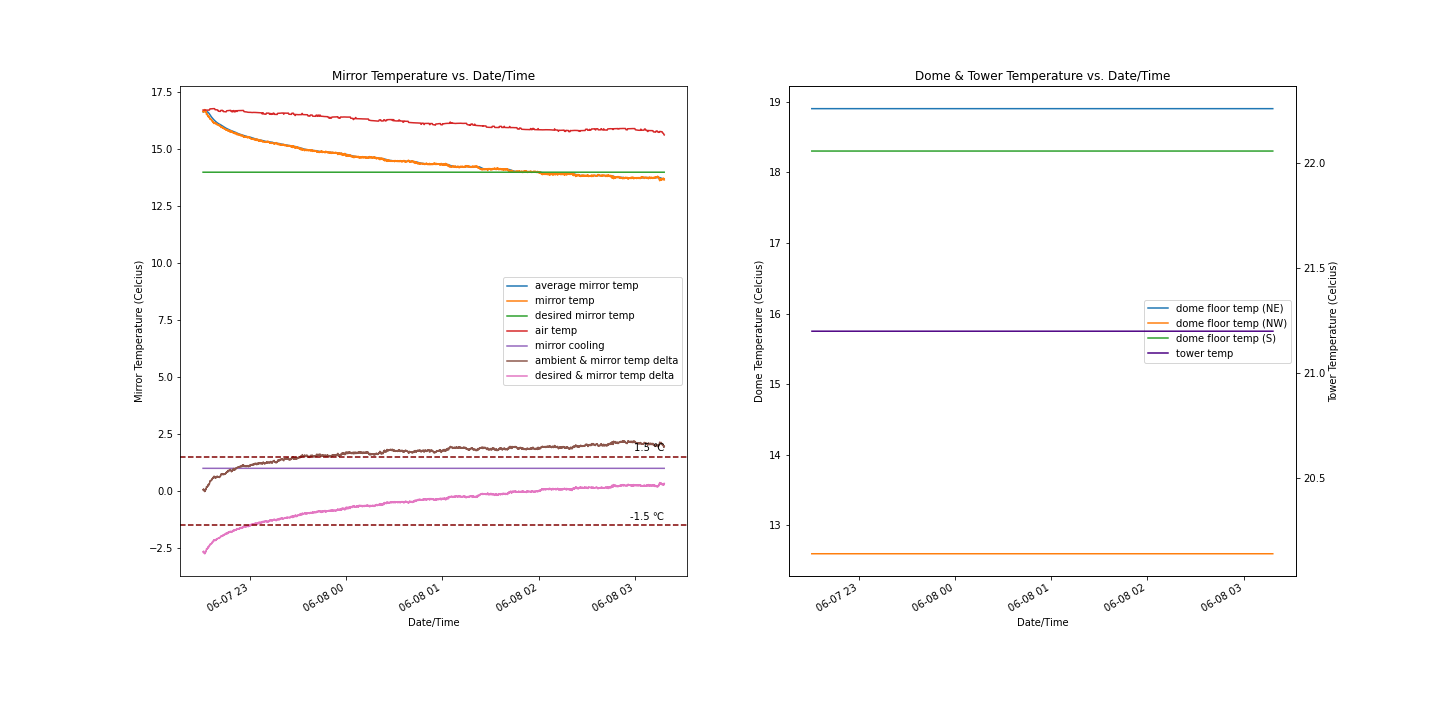 Mirror Temperature vs. Date/Time
17.5
15.0
12.5
10.0
7.5
5.0
2.5
0.0
−2.5
Mirror Temperature (Celcius)
average mirror temp
mirror temp
desired mirror temp
air temp
mirror cooling
ambient & mirror temp delta
desired & mirror temp delta
1.5 °C
-1.5 °C
06-07 23
06-08 00
06-08 01
06-08 02
06-08 03
Date/Time
Dome & Tower Temperature vs. Date/Time
19
18
17
16
15
14
13
Dome Temperature (Celcius)
dome floor temp (NE)
dome floor temp (NW)
dome floor temp (S)
tower temp
22.0
21.5
21.0
20.5
Tower Temperature (Celcius)
06-07 23
06-08 00
06-08 01
06-08 02
06-08 03
Date/Time